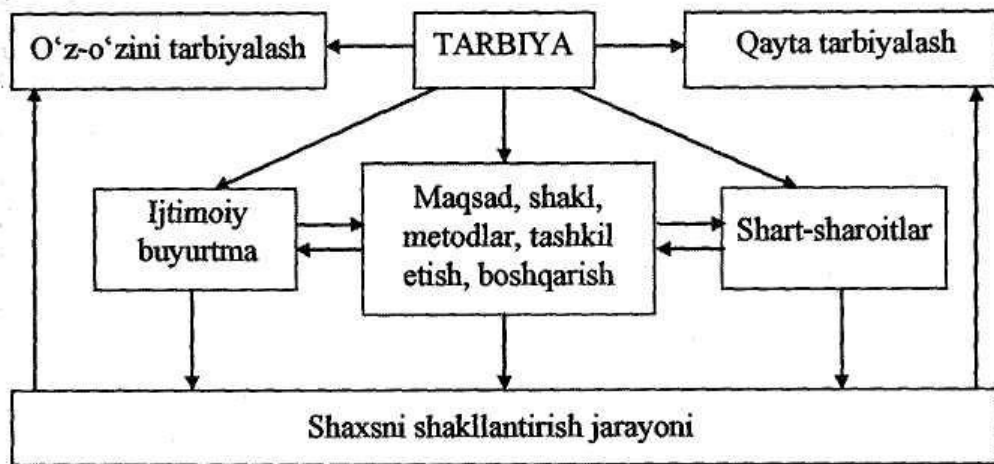 O‘z-o‘zini tarbiyalash
TARBIYA
Qayta tarbiyalash
Ijtimoiy
buyurtma
Maqsad, shakl,
metodlar, tashkil
etish, boshqarish
Shart-sharoitlar
Shaxsni shakllantirish jarayoni